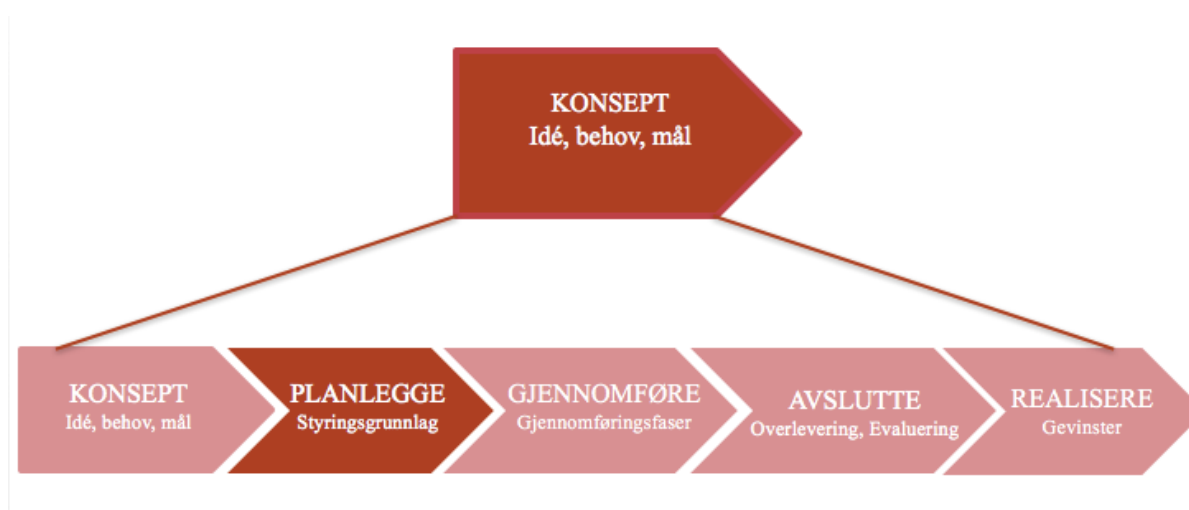 KONSEPT
Idé, behov, mål
KONSEPT
Idé, behov, mål
PLANLEGGE
Styringsgrunnlag
GJENNOMFØRE
Gjennomføringsfaser
AVSLUTTE
Overlevering, Evaluering
REALISERE
Gevinster